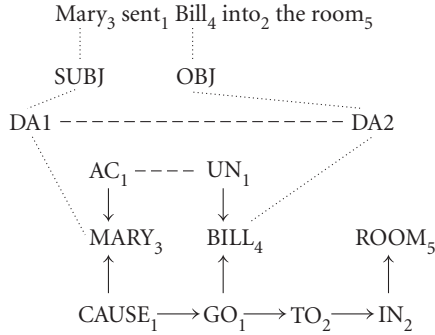 Mary₃ sent₁ Bill₄ into₂ the room₅
SUBJ OBJ
DA1 DA2
AC₁ UN₁
MARY₃ BILL₄ ROOM₅
CAUSE₁ GO₁ TO₂ IN₂